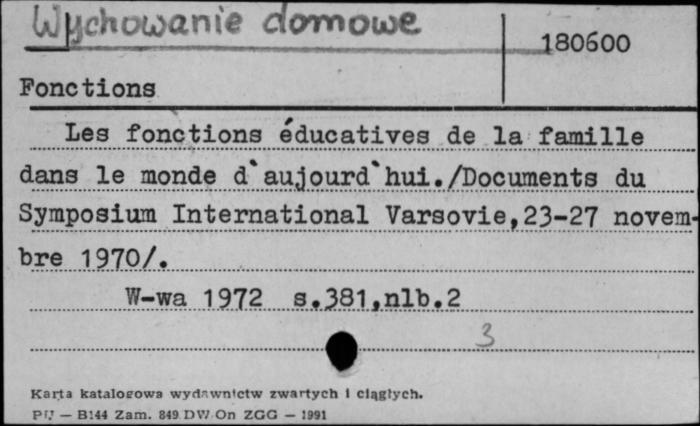 Wychowanie domowe
180600
Fonctions
Les fonctions éducatives de la famille
dans le monde d`aujourd`hui./Documents du
Symposium International Varsovie,23-27 novem-
bre 1970/.
W-wa 1972 s.381,nlb.2
3
Karta katalogowa wydawnictw zwartych i ciągłych.
PU — B144 Zam. 849 DW On ZGG — 1991